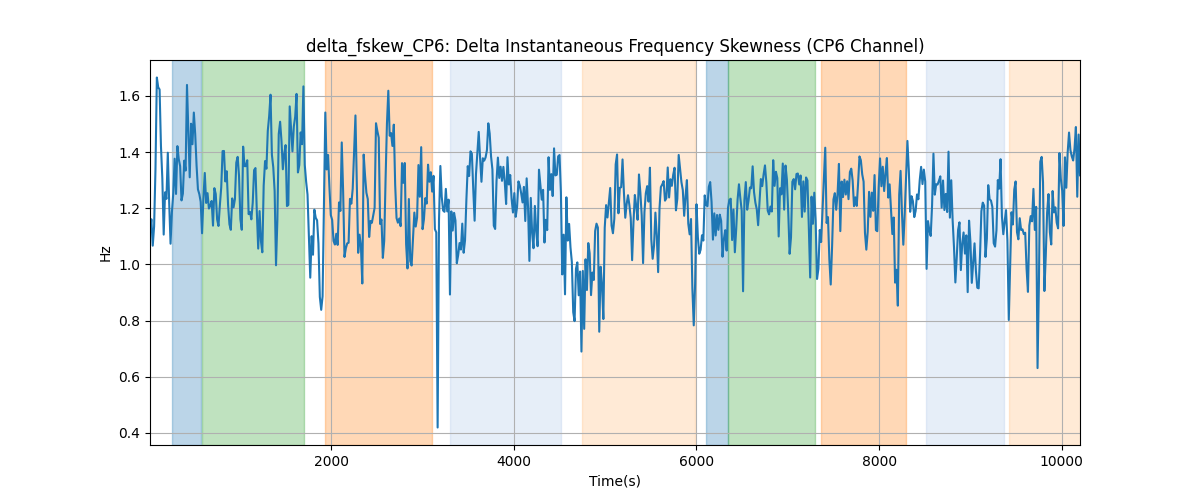 delta_fskew_CP6: Delta Instantaneous Frequency Skewness (CP6 Channel)
1.6
1.4
1.2
1.0
0.8
0.6
0.4
Hz
2000 4000 6000 8000 10000
Time(s)